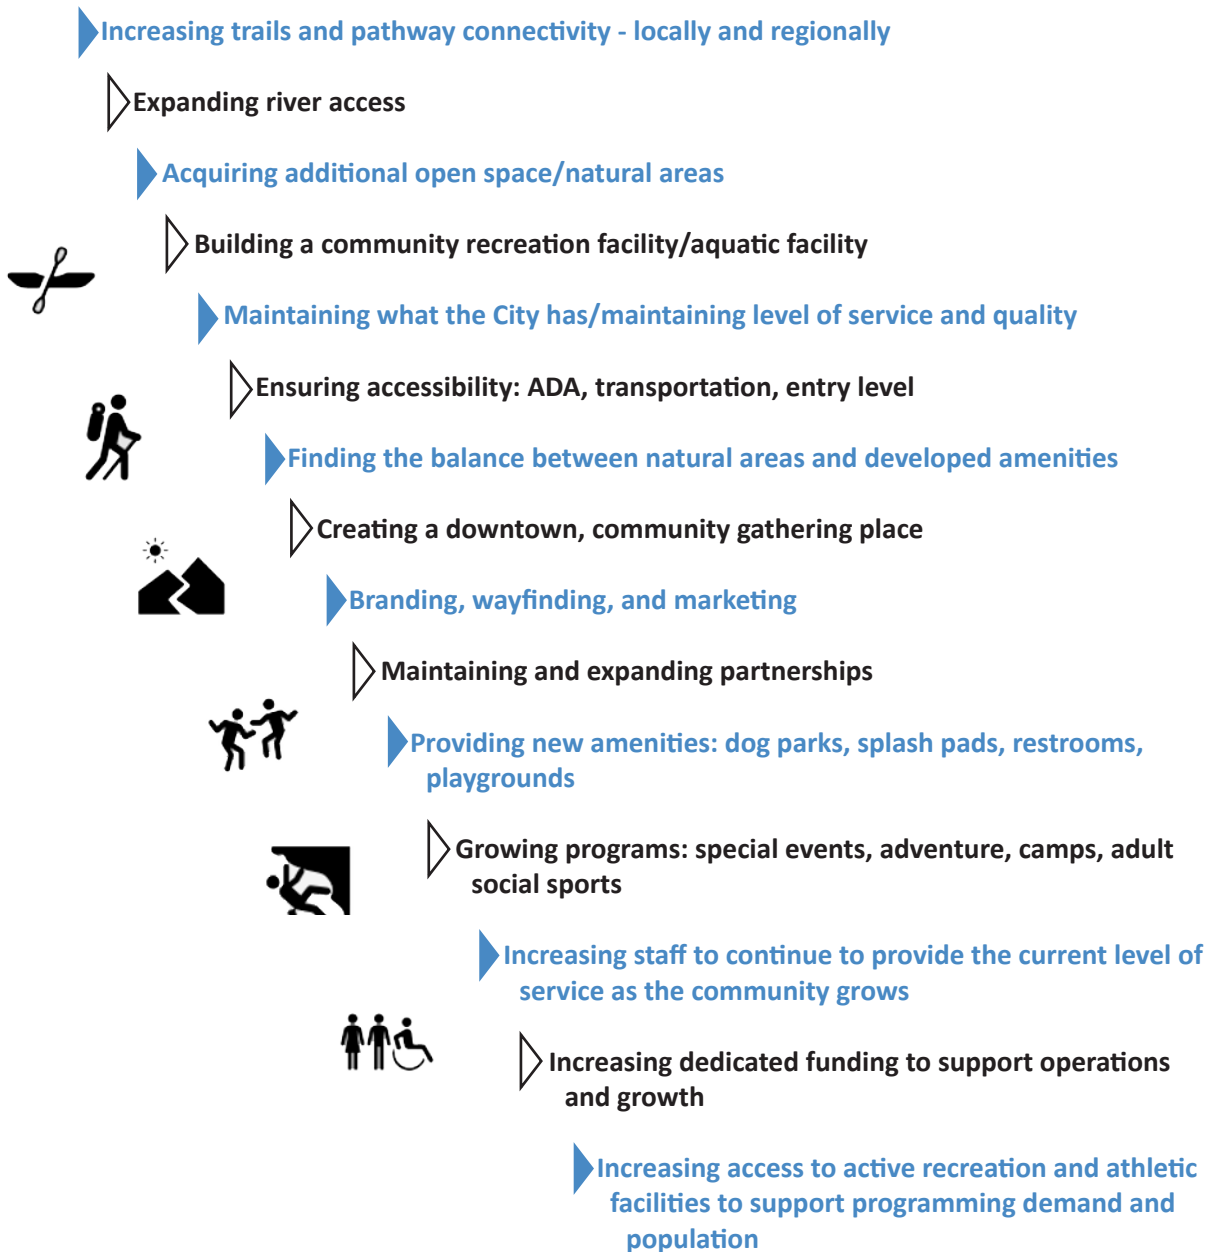 Increasing trails and pathway connectivity - locally and regionally
Expanding river access
Acquiring additional open space/natural areas
Building a community recreation facility/aquatic facility
Maintaining what the City has/maintaining level of service and quality
Ensuring accessibility: ADA, transportation, entry level
Finding the balance between natural areas and developed amenities
Creating a downtown, community gathering place
Branding, wayfinding, and marketing
Maintaining and expanding partnerships
Providing new amenities: dog parks, splash pads, restrooms,
playgrounds
Growing programs: special events, adventure, camps, adult
social sports
Increasing staff to continue to provide the current level of
service as the community grows
Increasing dedicated funding to support operations
and growth
Increasing access to active recreation and athletic
facilities to support programming demand and
population